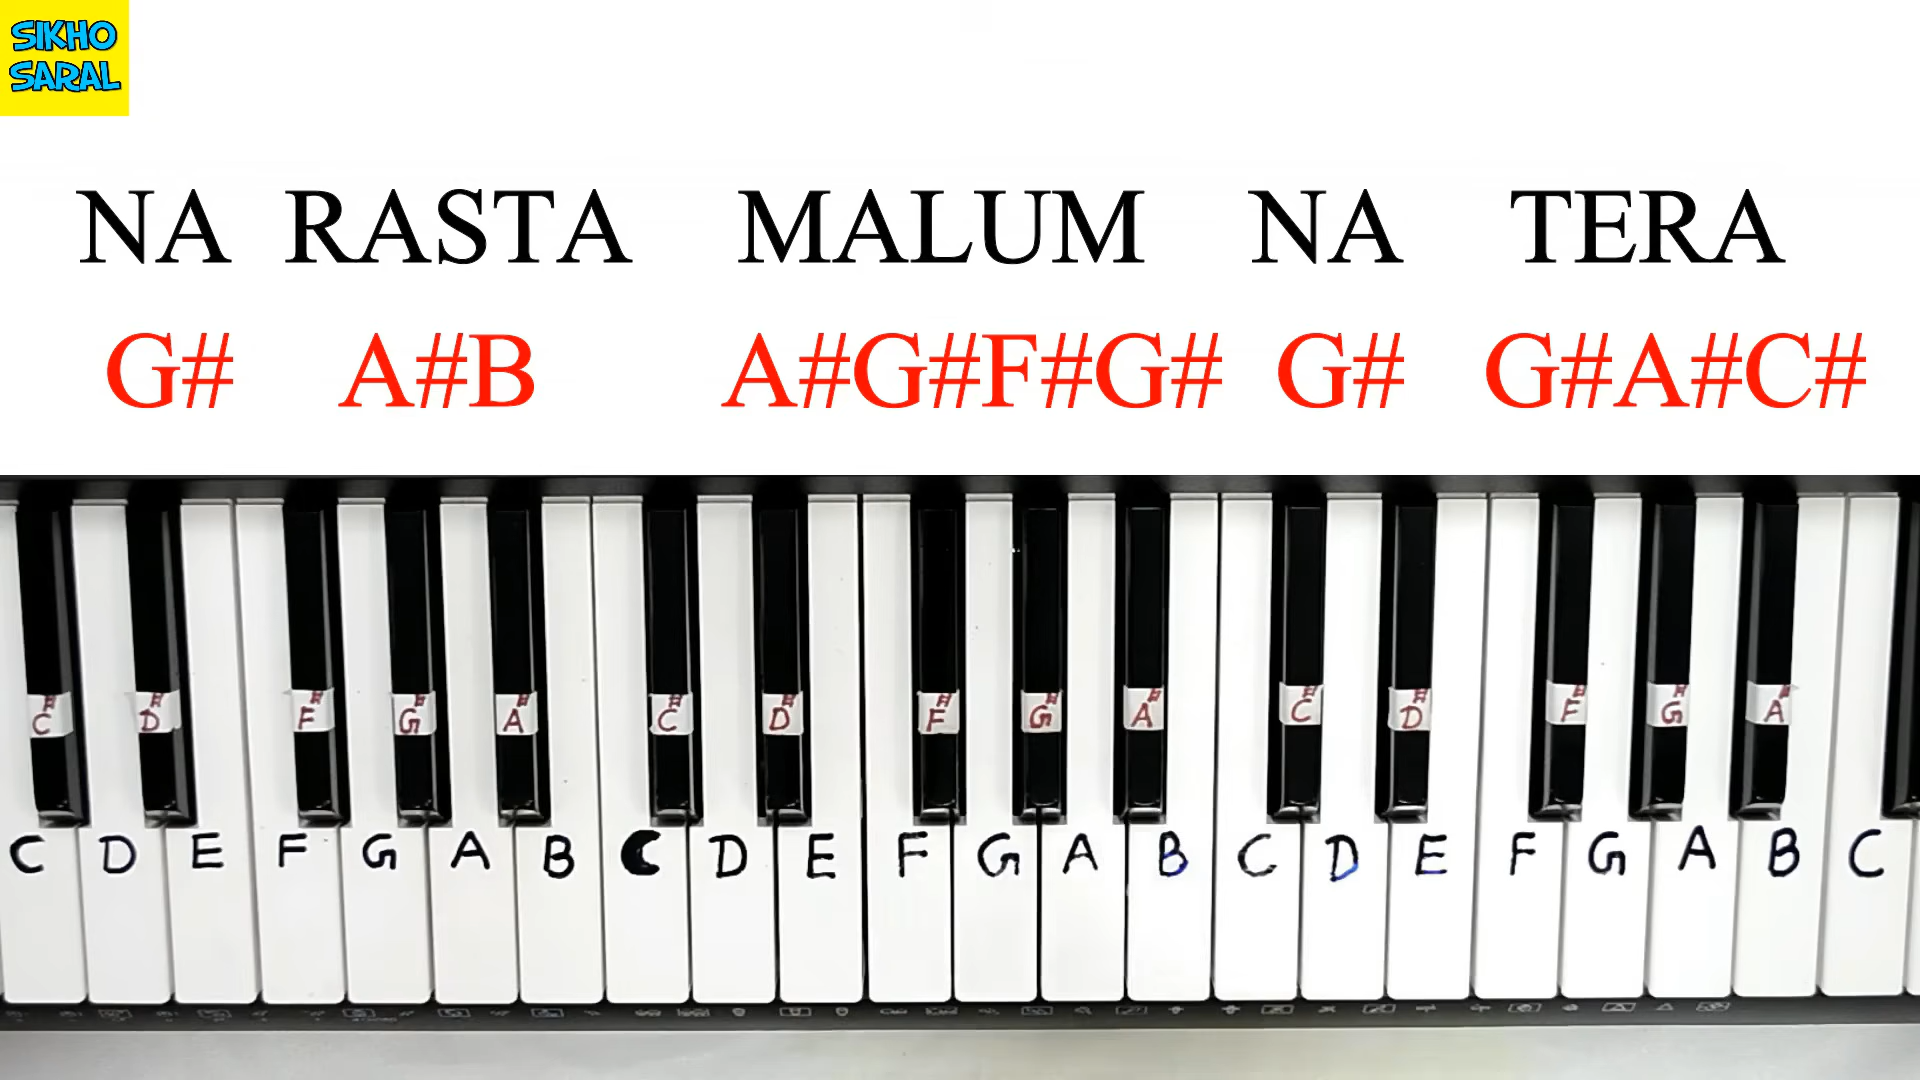 SIKHO
SARAL
NA RASTA MALUM NA TERA
G# A#B A#G#F#G# G# G#A#C#
C# D# F# G# A# C# D# F# G# A# C# D# F# G# A#
C D E F G A B C D E F G A B C D E F G A B C